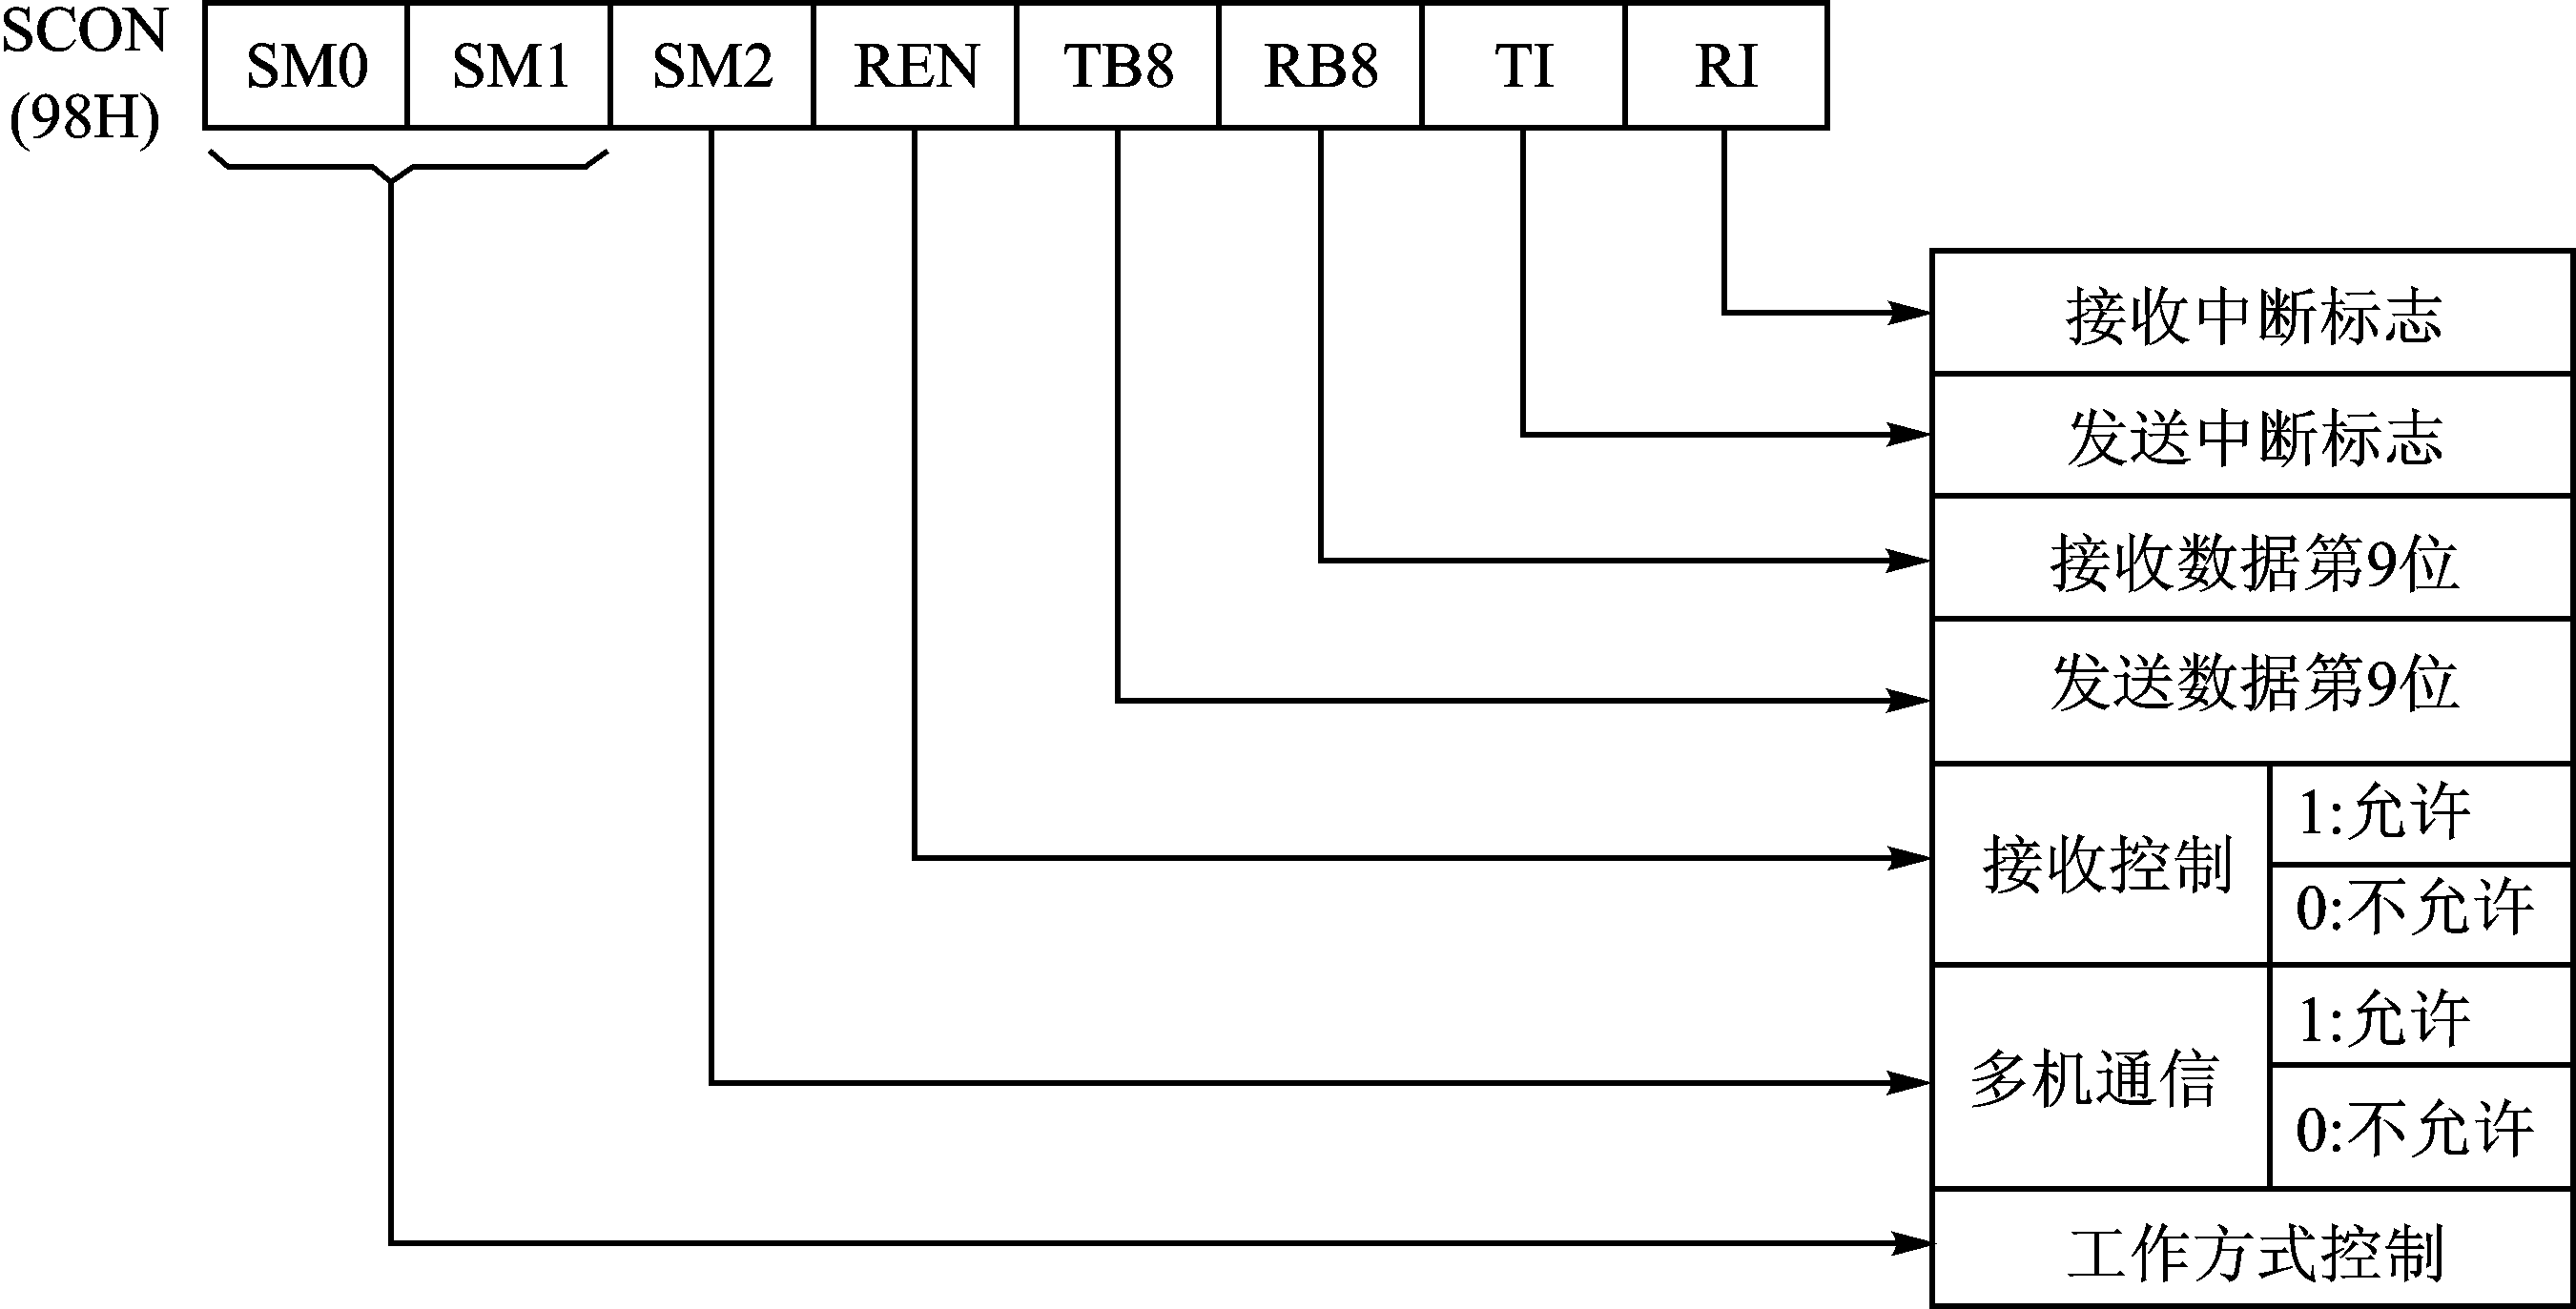 SCON
(98H)
SM0 SM1 SM2 REN TB8 RB8 TI RI
接收中断标志
发送中断标志
接收数据第9位
发送数据第9位
接收控制
1:允许
0:不允许
多机通信
1:允许
0:不允许
工作方式控制